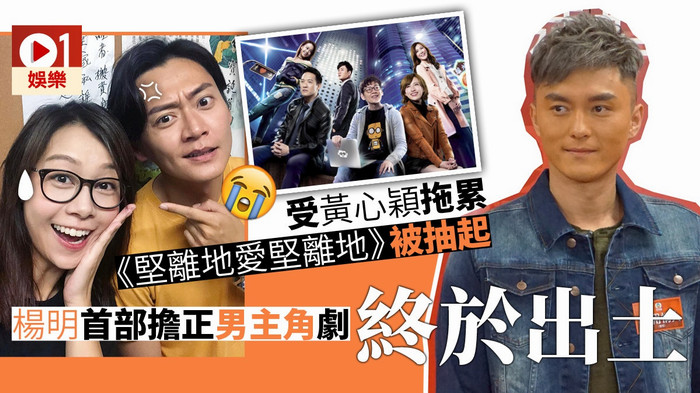 01
娛樂
受黃心穎拖累
《堅離地愛堅離地》被抽起
楊明首部擔正男主角劇
終於出土